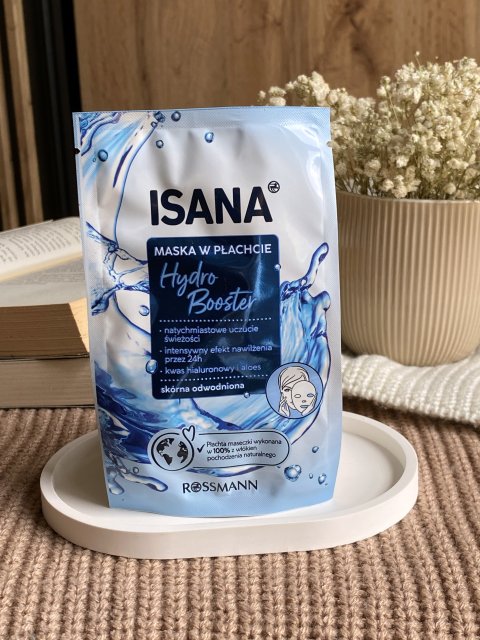 ISANA
MASKA W PŁACHCIE
Hydro
Booster
• natychmiastowe uczucie
świeżości
• intensywny efekt nawilżenia
przez 24h
• kwas hialuronowy i aloes
skórna odwodniona
Płachta maseczki wykonana
w 100% z włókien
pochodzenia naturalnego
ROSSMANN